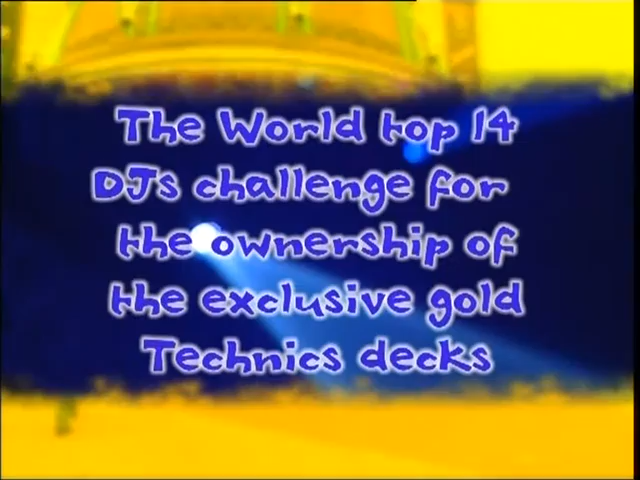 The World top 14
DJs challenge for
the ownership of
the exclusive gold
Technics decks